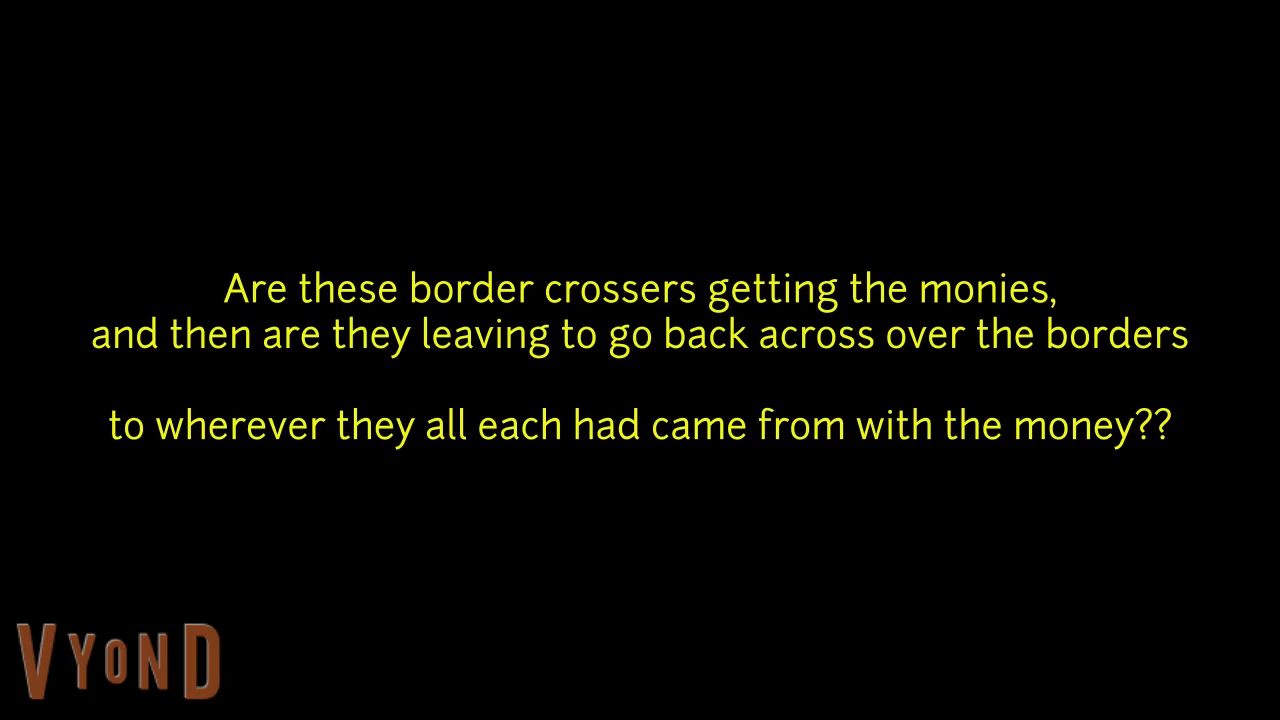 Are these border crossers getting the monies,
and then are they leaving to go back across over the borders
to wherever they all each had came from with the money??
VYOND